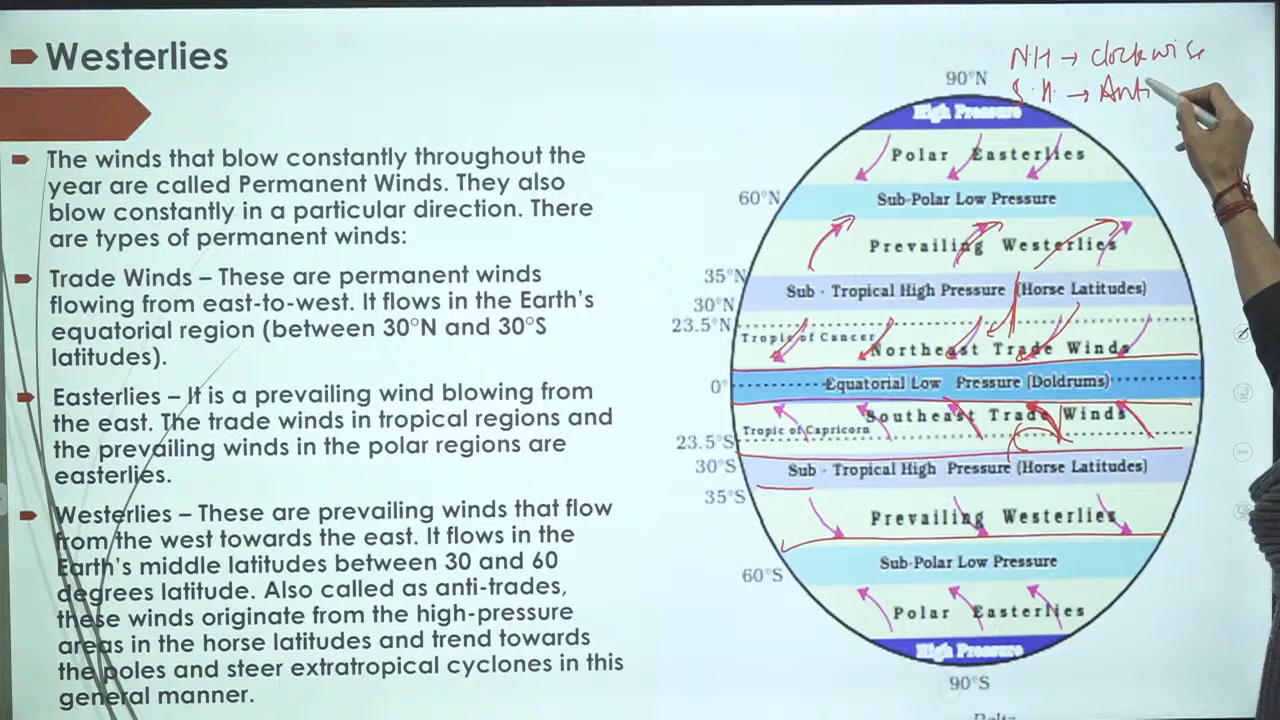 Westerlies
The winds that blow constantly throughout the
year are called Permanent Winds. They also
blow constantly in a particular direction. There
are types of permanent winds:
Trade Winds – These are permanent winds
flowing from east-to-west. It flows in the Earth's
equatorial region (between 30°N and 30°S
latitudes).
Easterlies – It is a prevailing wind blowing from
the east. The trade winds in tropical regions and
the prevailing winds in the polar regions are
easterlies.
Westerlies – These are prevailing winds that flow
from the west towards the east. It flows in the
Earth's middle latitudes between 30 and 60
degrees latitude. Also called as anti-trades,
these winds originate from the high-pressure
areas in the horse latitudes and trend towards
the poles and steer extratropical cyclones in this
general manner.
N.H → clockwise
S.H. → Anti
90°N
High Pressure
Polar Easterlies
60°N
Sub-Polar Low Pressure
Prevailing Westerlies
35°N
Sub - Tropical High Pressure (Horse Latitudes)
30°N
23.5°N
Tropic of Cancer
Northeast Trade Winds
0°
Equatorial Low Pressure (Doldrums)
Southeast Trade Winds
Tropic of Capricorn
23.5°S
30°S
Sub - Tropical High Pressure (Horse Latitudes)
35°S
Prevailing Westerlies
Sub-Polar Low Pressure
60°S
Polar Easterlies
High Pressure
90°S